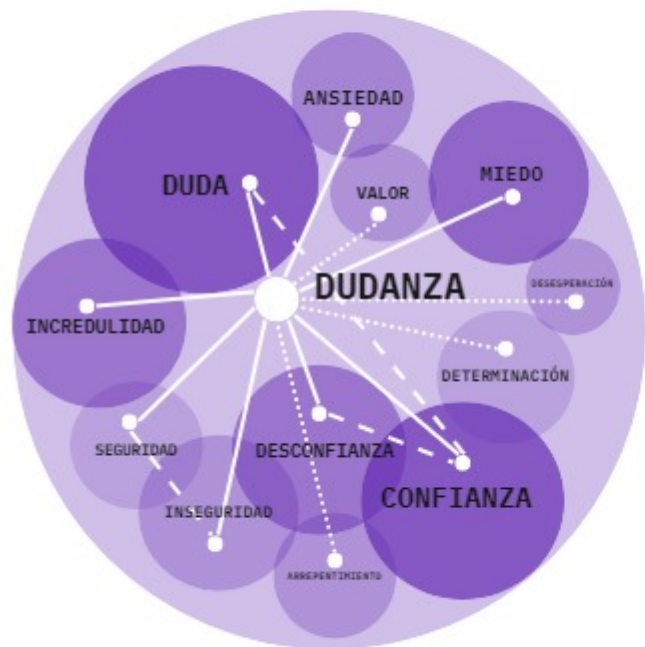 ANSIEDAD
DUDA
MIEDO
VALOR
DUDANZA
DESESPERACIÓN
INCREDULIDAD
DETERMINACIÓN
SEGURIDAD
DESCONFIANZA
CONFIANZA
INSEGURIDAD
ARREPENTIMIENTO